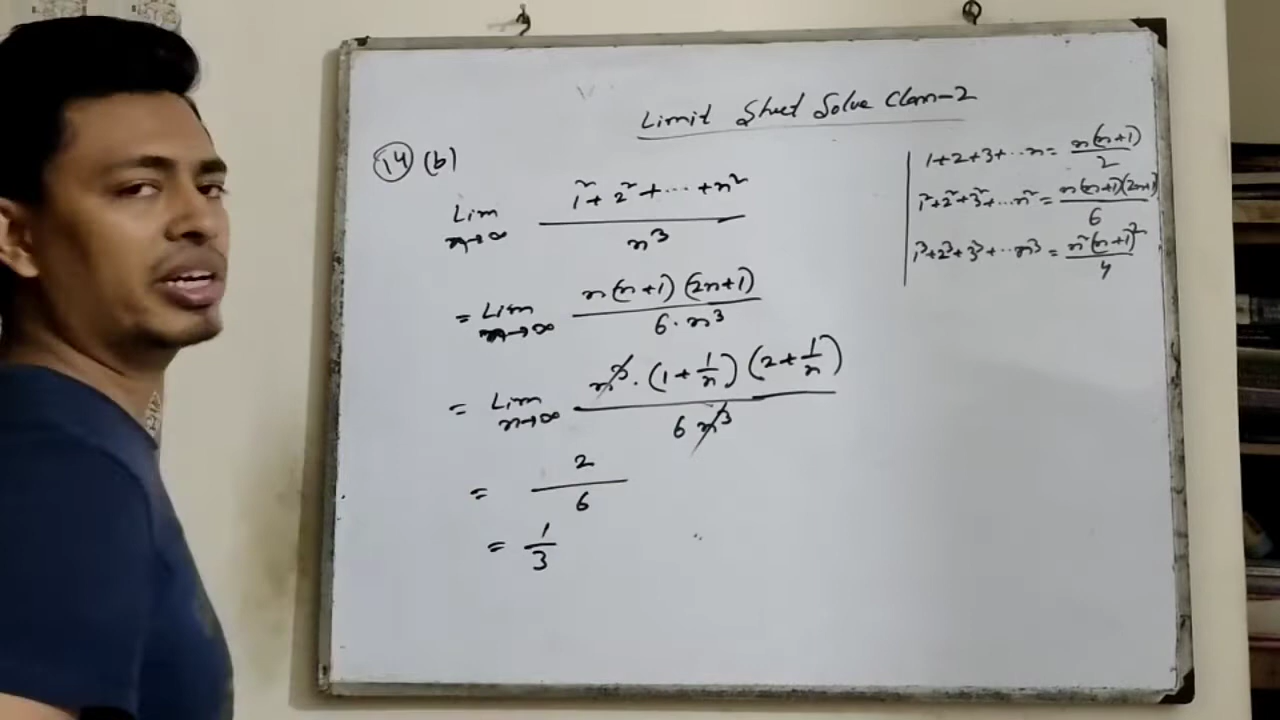 Limit Sheet Solve Class-2
14 (b)
Lim n→∞ (1² + 2² + ... + n²) / n³
= Lim n→∞ n(n+1)(2n+1) / 6·n³
= Lim n→∞ n³·(1+1/n)(2+1/n) / 6n³
= 2/6
= 1/3
1+2+3+...n = n(n+1)/2
1²+2²+3²+...n² = n(n+1)(2n+1)/6
1³+2³+3³+...n³ = n²(n+1)²/4